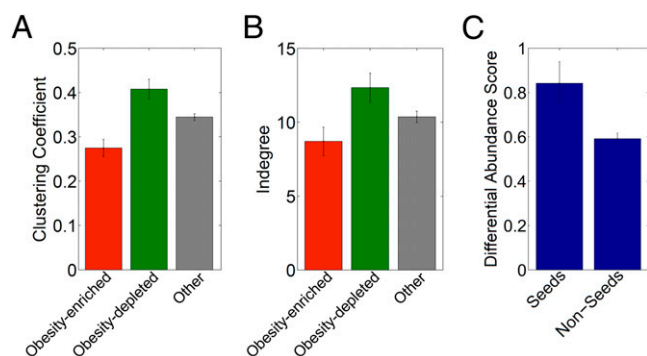 A
Clustering Coefficient
0.5
0.4
0.3
0.2
0.1
0
Obesity-enriched
Obesity-depleted
Other
B
Indegree
15
10
5
0
Obesity-enriched
Obesity-depleted
Other
C
Differential Abundance Score
1
0.8
0.6
0.4
0.2
0
Seeds
Non-Seeds